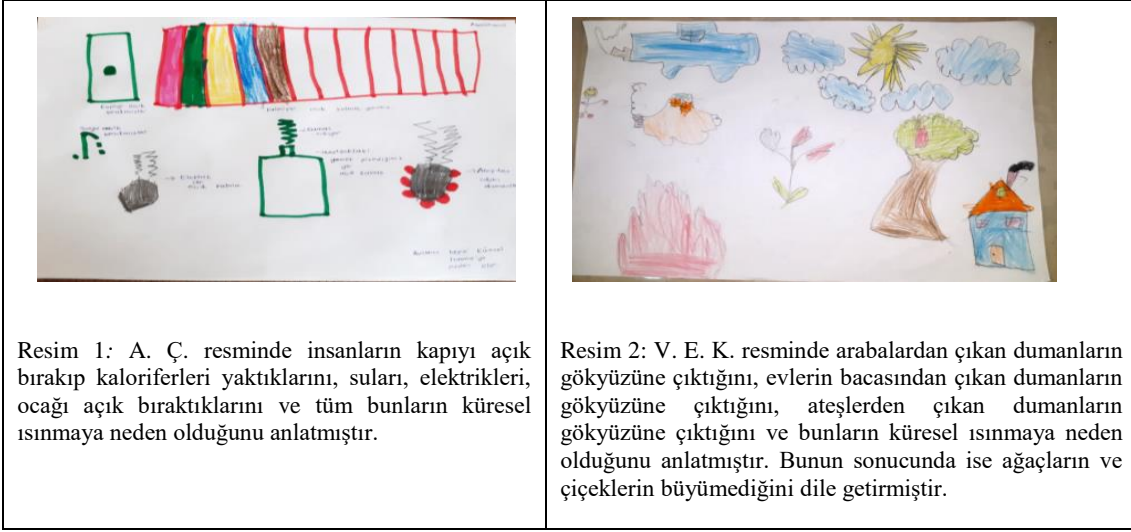 Resim 1: A. Ç. resminde insanların kapıyı açık
bırakıp kaloriferleri yaktıklarını, suları, elektrikleri,
ocağı açık bıraktıklarını ve tüm bunların küresel
ısınmaya neden olduğunu anlatmıştır.
Resim 2: V. E. K. resminde arabalardan çıkan dumanların
gökyüzüne çıktığını, evlerin bacasından çıkan dumanların
gökyüzüne çıktığını, ateşlerden çıkan dumanların
gökyüzüne çıktığını ve bunların küresel ısınmaya neden
olduğunu anlatmıştır. Bunun sonucunda ise ağaçların ve
çiçeklerin büyümediğini dile getirmiştir.